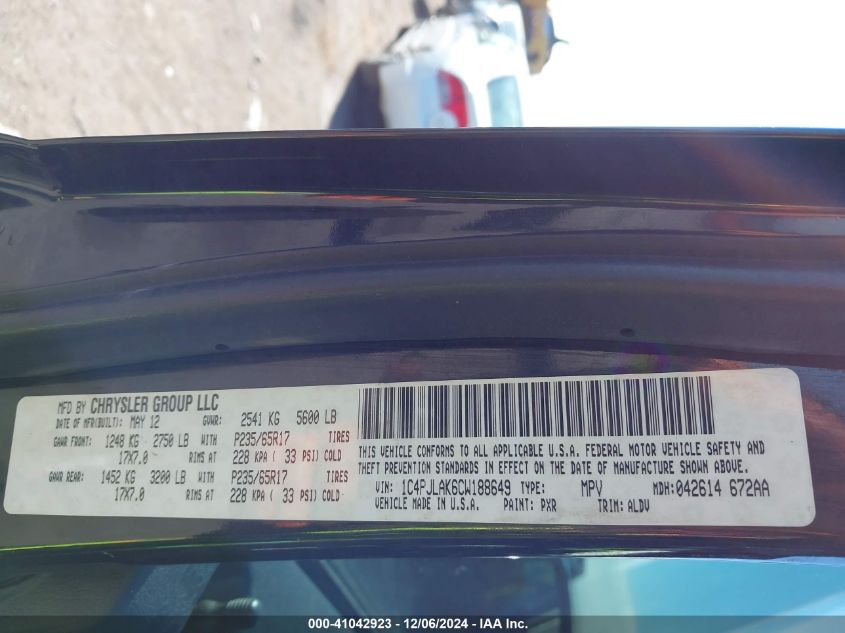 MFD BY CHRYSLER GROUP LLC
DATE OF MFR(BUILT): MAY 12 GVWR: 2541 KG 5600 LB
GAWR FRONT: 1248 KG 2750 LB WITH P235/65R17 TIRES
17X7.0 RIMS AT 228 KPA ( 33 PSI) COLD
GAWR REAR: 1452 KG 3200 LB WITH P235/65R17 TIRES
17X7.0 RIMS AT 228 KPA ( 33 PSI) COLD
THIS VEHICLE CONFORMS TO ALL APPLICABLE U.S.A. FEDERAL MOTOR VEHICLE SAFETY AND
THEFT PREVENTION STANDARDS IN EFFECT ON THE DATE OF MANUFACTURE SHOWN ABOVE.
VIN: 1C4PJLAK6CW188649 TYPE: MPV MDH:042614 672AA
VEHICLE MADE IN U.S.A. PAINT: PXR TRIM: ALDV
000-41042923 - 12/06/2024 - IAA Inc.